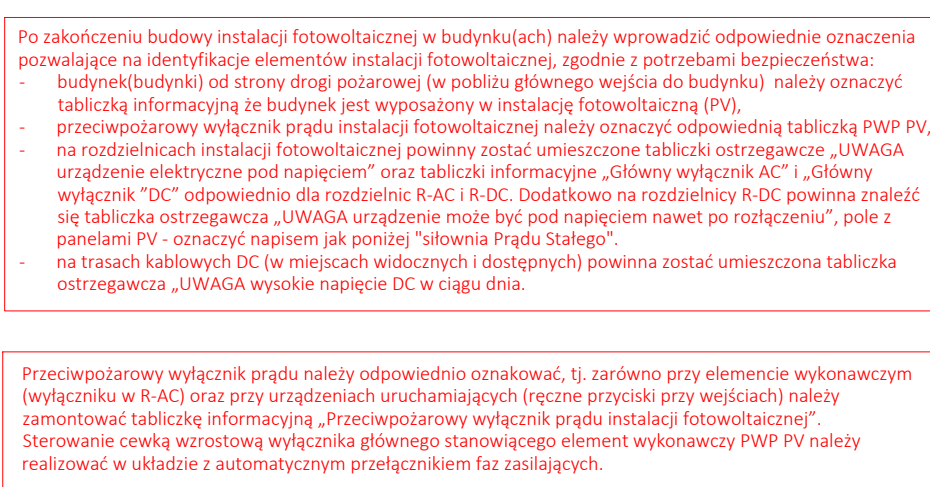 Po zakończeniu budowy instalacji fotowoltaicznej w budynku(ach) należy wprowadzić odpowiednie oznaczenia
pozwalające na identyfikacje elementów instalacji fotowoltaicznej, zgodnie z potrzebami bezpieczeństwa:
- budynek(budynki) od strony drogi pożarowej (w pobliżu głównego wejścia do budynku) należy oznaczyć
tabliczką informacyjną że budynek jest wyposażony w instalację fotowoltaiczną (PV),
- przeciwpożarowy wyłącznik prądu instalacji fotowoltaicznej należy oznaczyć odpowiednią tabliczką PWP PV,
- na rozdzielnicach instalacji fotowoltaicznej powinny zostać umieszczone tabliczki ostrzegawcze „UWAGA
urządzenie elektryczne pod napięciem” oraz tabliczki informacyjne „Główny wyłącznik AC” i „Główny
wyłącznik ”DC” odpowiednio dla rozdzielnic R-AC i R-DC. Dodatkowo na rozdzielnicy R-DC powinna znaleźć
się tabliczka ostrzegawcza „UWAGA urządzenie może być pod napięciem nawet po rozłączeniu”, pole z
panelami PV - oznaczyć napisem jak poniżej "siłownia Prądu Stałego".
- na trasach kablowych DC (w miejscach widocznych i dostępnych) powinna zostać umieszczona tabliczka
ostrzegawcza „UWAGA wysokie napięcie DC w ciągu dnia.
Przeciwpożarowy wyłącznik prądu należy odpowiednio oznakować, tj. zarówno przy elemencie wykonawczym
(wyłączniku w R-AC) oraz przy urządzeniach uruchamiających (ręczne przyciski przy wejściach) należy
zamontować tabliczkę informacyjną „Przeciwpożarowy wyłącznik prądu instalacji fotowoltaicznej”.
Sterowanie cewką wzrostową wyłącznika głównego stanowiącego element wykonawczy PWP PV należy
realizować w układzie z automatycznym przełącznikiem faz zasilających.